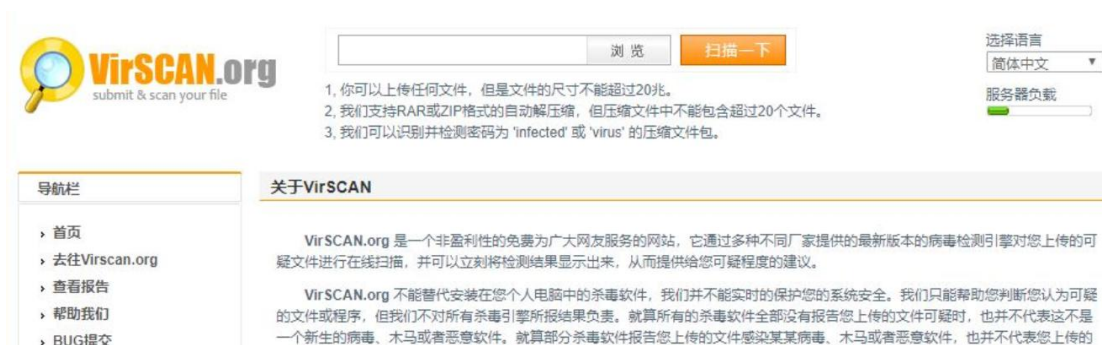 VirSCAN.org
submit & scan your file
浏 览
扫描一下
1, 你可以上传任何文件，但是文件的尺寸不能超过20兆。
2, 我们支持RAR或ZIP格式的自动解压缩，但压缩文件中不能包含超过20个文件。
3, 我们可以识别并检测密码为 'infected' 或 'virus' 的压缩文件包。
选择语言
简体中文
服务器负载
导航栏
首页
去往Virscan.org
查看报告
帮助我们
BUG提交
关于VirSCAN
VirSCAN.org 是一个非盈利性的免费为广大网友服务的网站，它通过多种不同厂家提供的最新版本的病毒检测引擎对您上传的可
疑文件进行在线扫描，并可以立刻将检测结果显示出来，从而提供给您可疑程度的建议。
VirSCAN.org 不能替代安装在您个人电脑中的杀毒软件，我们并不能实时的保护您的系统安全。我们只能帮助您判断您认为可疑
的文件或程序，但我们不对所有杀毒引擎所报结果负责。就算所有的杀毒软件全部没有报告您上传的文件可疑时，也并不代表这不是
一个新生的病毒、木马或者恶意软件。就算部分杀毒软件报告您上传的文件感染某某病毒、木马或者恶意软件，也并不代表您上传的